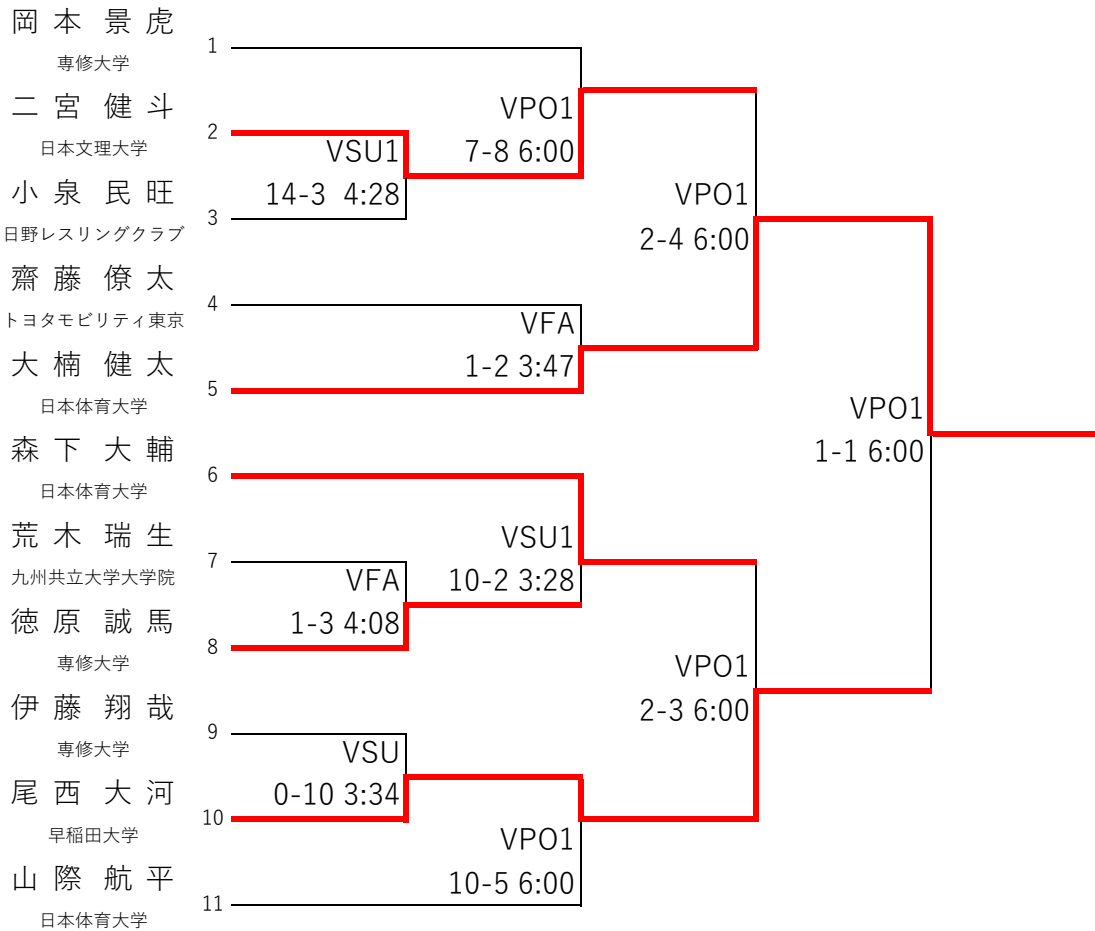 岡本 景虎
1
専修大学
二宮 健斗
2
日本文理大学
小泉 民旺
3
日野レスリングクラブ
齋藤 僚太
4
トヨタモビリティ東京
大楠 健太
5
日本体育大学
森下 大輔
6
日本体育大学
荒木 瑞生
7
九州共立大学大学院
徳原 誠馬
8
専修大学
伊藤 翔哉
9
専修大学
尾西 大河
10
早稲田大学
山際 航平
11
日本体育大学
VSU1
14-3 4:28
VFA
1-3 4:08
VSU
0-10 3:34
VPO1
7-8 6:00
VFA
1-2 3:47
VSU1
10-2 3:28
VPO1
10-5 6:00
VPO1
2-4 6:00
VPO1
2-3 6:00
VPO1
1-1 6:00